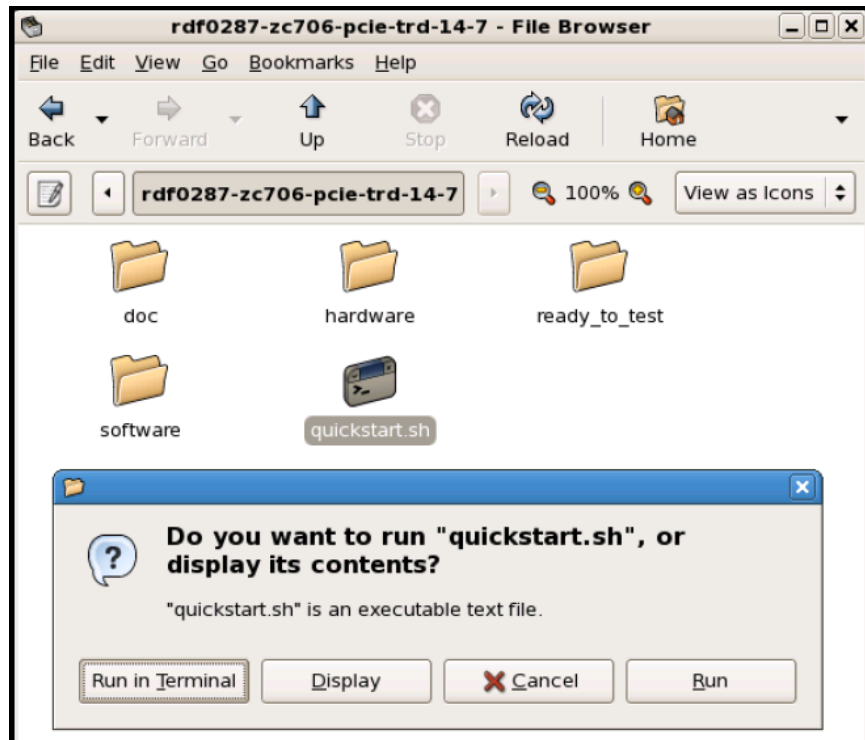 rdf0287-zc706-pcie-trd-14-7 - File Browser
File Edit View Go Bookmarks Help
Back Forward Up Stop Reload Home
rdf0287-zc706-pcie-trd-14-7 100% View as Icons
doc hardware ready_to_test
software quickstart.sh
Do you want to run "quickstart.sh", or
display its contents?
"quickstart.sh" is an executable text file.
Run in Terminal Display Cancel Run